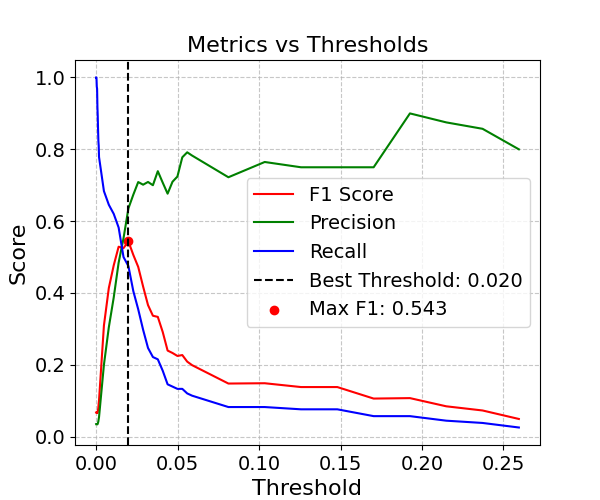 Metrics vs Thresholds
Score
1.0
0.8
0.6
0.4
0.2
0.0
F1 Score
Precision
Recall
Best Threshold: 0.020
Max F1: 0.543
0.00 0.05 0.10 0.15 0.20 0.25
Threshold